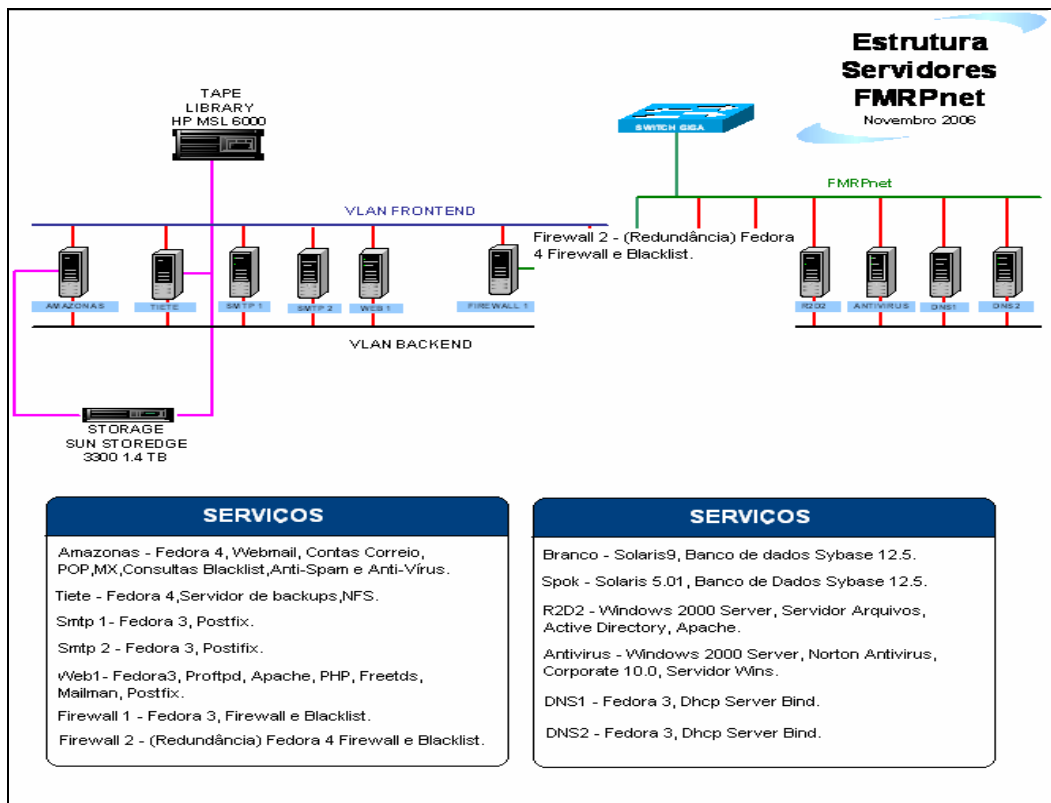 Estrutura
Servidores
FMRPnet
Novembro 2006
TAPE
LIBRARY
HP MSL 6000
SWITCH GIGA
FMRPnet
VLAN FRONTEND
Firewall 2 - (Redundância) Fedora
4 Firewall e Blacklist.
AMAZONAS
TIETE
SMTP 1
SMTP 2
WEB 1
FIREWALL 1
R2D2
ANTIVIRUS
DNS1
DNS2
VLAN BACKEND
STORAGE
SUN STOREDGE
3300 1.4 TB
SERVIÇOS
Amazonas - Fedora 4, Webmail, Contas Correio,
POP,MX,Consultas Blacklist,Anti-Spam e Anti-Vírus.
Tiete - Fedora 4,Servidor de backups,NFS.
Smtp 1- Fedora 3, Postfix.
Smtp 2 - Fedora 3, Postifix.
Web1- Fedora3, Proftpd, Apache, PHP, Freetds,
Mailman, Postfix.
Firewall 1 - Fedora 3, Firewall e Blacklist.
Firewall 2 - (Redundância) Fedora 4 Firewall e Blacklist.
SERVIÇOS
Branco - Solaris9, Banco de dados Sybase 12.5.
Spok - Solaris 5.01, Banco de Dados Sybase 12.5.
R2D2 - Windows 2000 Server, Servidor Arquivos,
Active Directory, Apache.
Antivirus - Windows 2000 Server, Norton Antivirus,
Corporate 10.0, Servidor Wins.
DNS1 - Fedora 3, Dhcp Server Bind.
DNS2 - Fedora 3, Dhcp Server Bind.